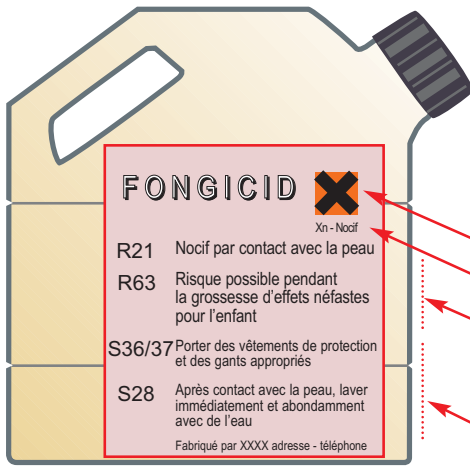 FONGICID
Xn - Nocif
R21 Nocif par contact avec la peau
R63 Risque possible pendant
la grossesse d'effets néfastes
pour l'enfant
S36/37 Porter des vêtements de protection
et des gants appropriés
S28 Après contact avec la peau, laver
immédiatement et abondamment
avec de l'eau
Fabriqué par XXXX adresse - téléphone